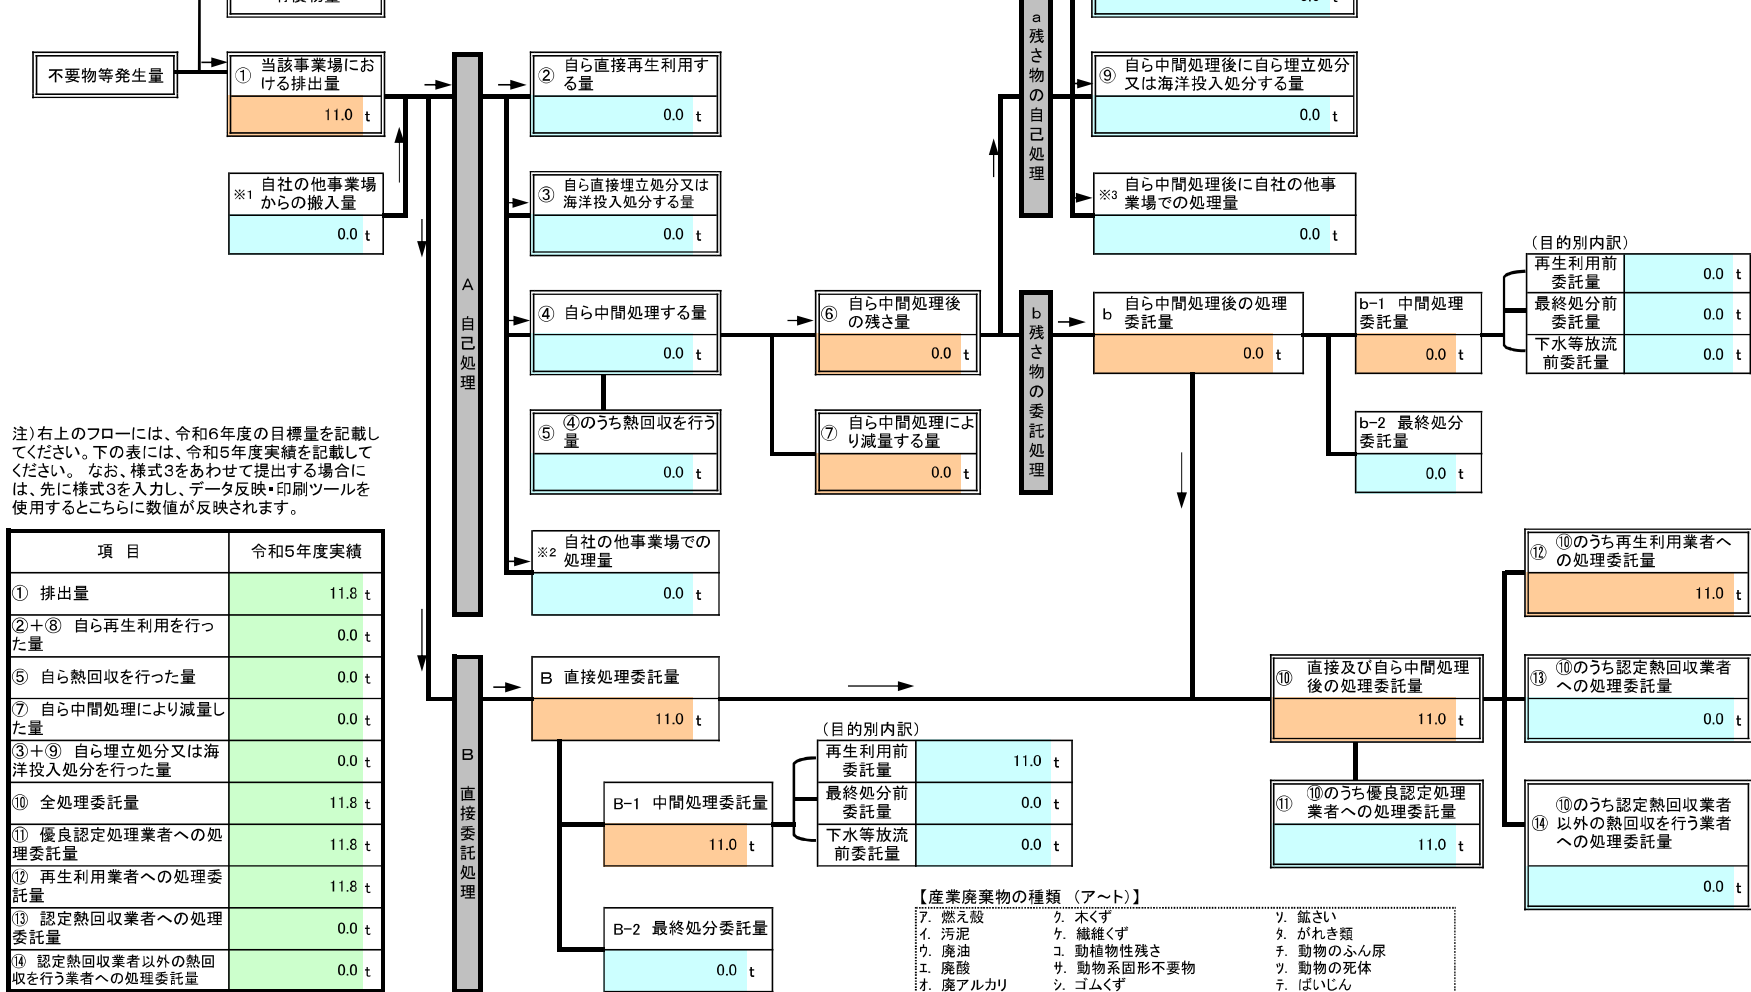 不要物等発生量
① 当該事業場にお
ける排出量
11.0 t
※1 自社の他事業場
からの搬入量
0.0 t
A
自己処理
② 自ら直接再生利用す
る量
0.0 t
③ 自ら直接埋立処分又は
海洋投入処分する量
0.0 t
④ 自ら中間処理する量
0.0 t
⑤ ④のうち熱回収を行う
量
0.0 t
※2 自社の他事業場での
処理量
0.0 t
⑥ 自ら中間処理後
の残さ量
0.0 t
⑦ 自ら中間処理によ
り減量する量
0.0 t
a残さ物の自己処理
⑨ 自ら中間処理後に自ら埋立処分
又は海洋投入処分する量
0.0 t
※3 自ら中間処理後に自社の他事
業場での処理量
0.0 t
b残さ物の委託処理
b 自ら中間処理後の処理
委託量
0.0 t
b-1 中間処理
委託量
0.0 t
(目的別内訳)
再生利用前
委託量
0.0 t
最終処分前
委託量
0.0 t
下水等放流
前委託量
0.0 t
b-2 最終処分
委託量
0.0 t
注)右上のフローには、令和6年度の目標量を記載し
てください。下の表には、令和5年度実績を記載して
ください。 なお、様式3をあわせて提出する場合に
は、先に様式3を入力し、データ反映・印刷ツールを
使用するとこちらに数値が反映されます。
項 目 令和5年度実績
① 排出量 11.8 t
②+⑧ 自ら再生利用を行っ
た量 0.0 t
⑤ 自ら熱回収を行った量 0.0 t
⑦ 自ら中間処理により減量し
た量 0.0 t
③+⑨ 自ら埋立処分又は海
洋投入処分を行った量 0.0 t
⑩ 全処理委託量 11.8 t
⑪ 優良認定処理業者への処
理委託量 11.8 t
⑫ 再生利用業者への処理委
託量 11.8 t
⑬ 認定熱回収業者への処理
委託量 0.0 t
⑭ 認定熱回収業者以外の熱回
収を行う業者への処理委託量 0.0 t
B
直接委託処理
B 直接処理委託量
11.0 t
B-1 中間処理委託量
11.0 t
(目的別内訳)
再生利用前
委託量
11.0 t
最終処分前
委託量
0.0 t
下水等放流
前委託量
0.0 t
B-2 最終処分委託量
0.0 t
⑩ 直接及び自ら中間処理
後の処理委託量
11.0 t
⑪ ⑩のうち優良認定処理
業者への処理委託量
11.0 t
⑫ ⑩のうち再生利用業者へ
の処理委託量
11.0 t
⑬ ⑩のうち認定熱回収業者
への処理委託量
0.0 t
⑭ ⑩のうち認定熱回収業者
以外の熱回収を行う業者
への処理委託量
0.0 t
【産業廃棄物の種類 (ア~ト)】
ア. 燃え殻 ク. 木くず ソ. 鉱さい
イ. 汚泥 ケ. 繊維くず タ. がれき類
ウ. 廃油 コ. 動植物性残さ チ. 動物のふん尿
エ. 廃酸 サ. 動物系固形不要物 ツ. 動物の死体
オ. 廃アルカリ シ. ゴムくず テ. ばいじん